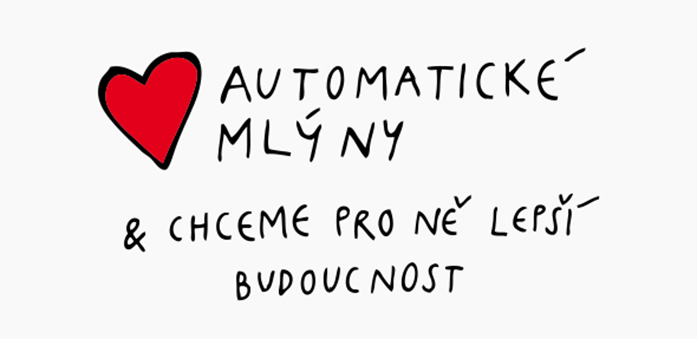 AUTOMATICKÉ
MLÝNY
& CHCEME PRO NĚ LEPŠÍ
BUDOUCNOST